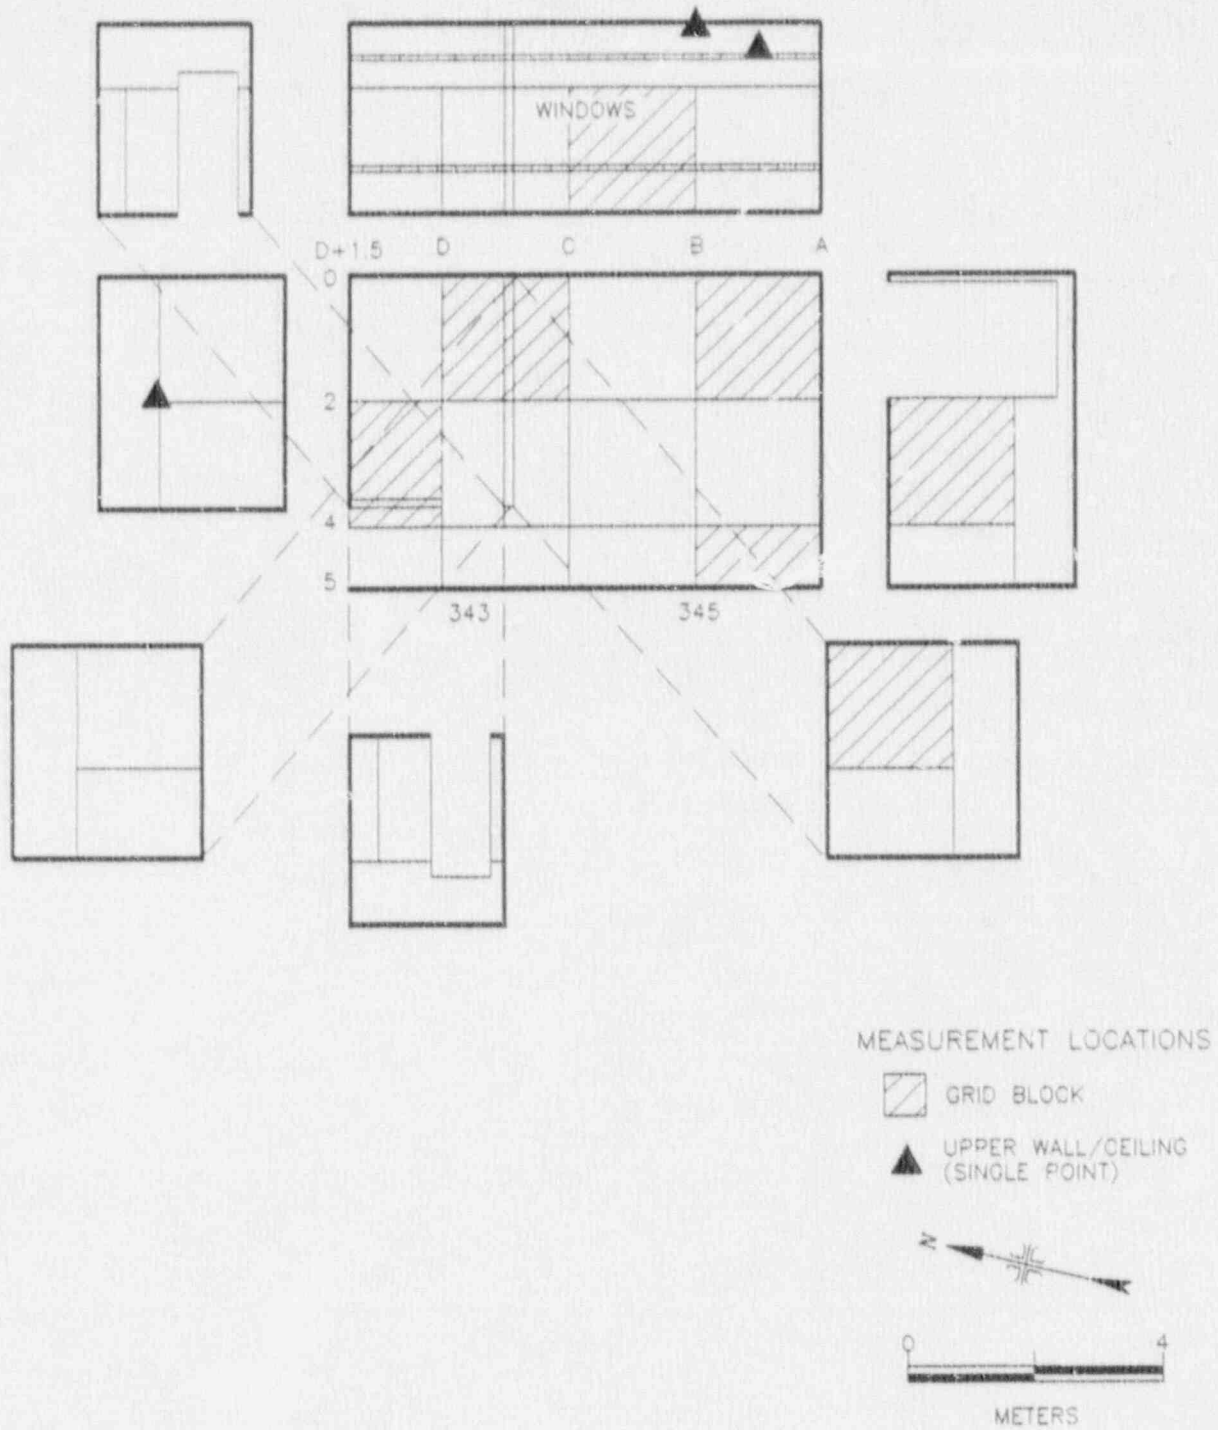 WINDOWS
D+1.5 D C B A
0
2
4
5
343 345
MEASUREMENT LOCATIONS
GRID BLOCK
UPPER WALL/CEILING
(SINGLE POINT)
N
0 4
METERS